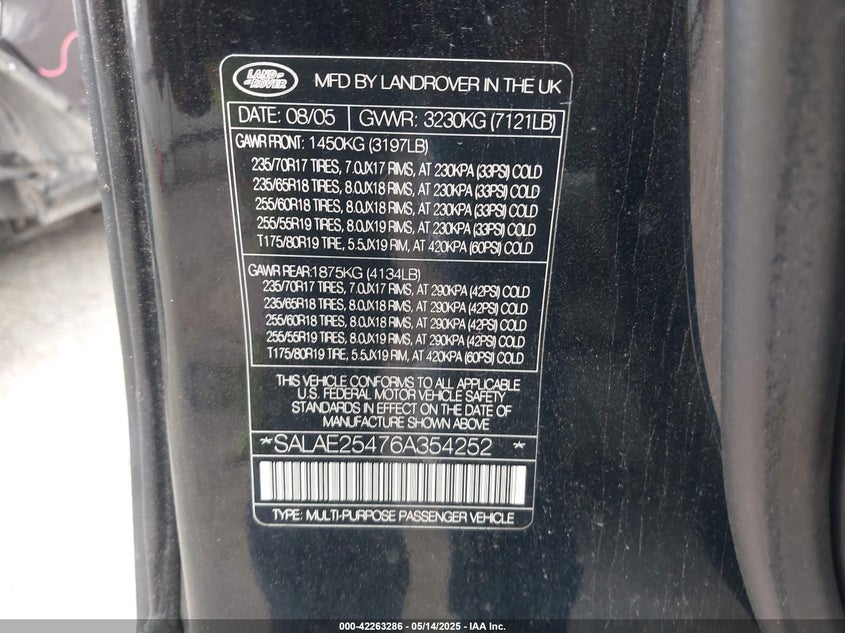 LAND ROVER
MFD BY LANDROVER IN THE UK
DATE: 08/05 GVWR: 3230KG (7121LB)
GAWR FRONT: 1450KG (3197LB)
235/70R17 TIRES, 7.0JX17 RIMS, AT 230KPA (33PSI) COLD
235/65R18 TIRES, 8.0JX18 RIMS, AT 230KPA (33PSI) COLD
255/60R18 TIRES, 8.0JX18 RIMS, AT 230KPA (33PSI) COLD
255/55R19 TIRES, 8.0JX19 RIMS, AT 230KPA (33PSI) COLD
T175/80R19 TIRE, 5.5JX19 RIM, AT 420KPA (60PSI) COLD
GAWR REAR: 1875KG (4134LB)
235/70R17 TIRES, 7.0JX17 RIMS, AT 290KPA (42PSI) COLD
235/65R18 TIRES, 8.0JX18 RIMS, AT 290KPA (42PSI) COLD
255/60R18 TIRES, 8.0JX18 RIMS, AT 290KPA (42PSI) COLD
255/55R19 TIRES, 8.0JX19 RIMS, AT 290KPA (42PSI) COLD
T175/80R19 TIRE, 5.5JX19 RIM, AT 420KPA (60PSI) COLD
THIS VEHICLE CONFORMS TO ALL APPLICABLE
U.S. FEDERAL MOTOR VEHICLE SAFETY
STANDARDS IN EFFECT ON THE DATE OF
MANUFACTURE SHOWN ABOVE
*SALAE25476A354252 *
TYPE: MULTI-PURPOSE PASSENGER VEHICLE
000-42263286 - 05/14/2025 - IAA Inc.